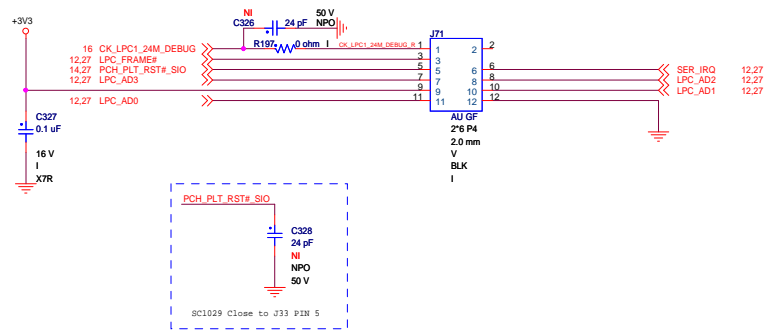 +3V3
NI
C326
24 pF
50 V
NPO
R197
0 ohm
I
CK_LPC1_24M_DEBUG_R
J71
16 CK_LPC1_24M_DEBUG
12,27 LPC_FRAME#
14,27 PCH_PLT_RST#_SIO
12,27 LPC_AD3
12,27 LPC_AD0
1 1 2 2
3 3
5 5 6 6 SER_IRQ 12,27
7 7 8 8 LPC_AD2 12,27
9 9 10 10 LPC_AD1 12,27
11 11 12 12
AU GF
2*6 P4
2.0 mm
V
BLK
I
C327
0.1 uF
16 V
I
X7R
PCH_PLT_RST#_SIO
C328
24 pF
NI
NPO
50 V
SC1029 Close to J33 PIN 5